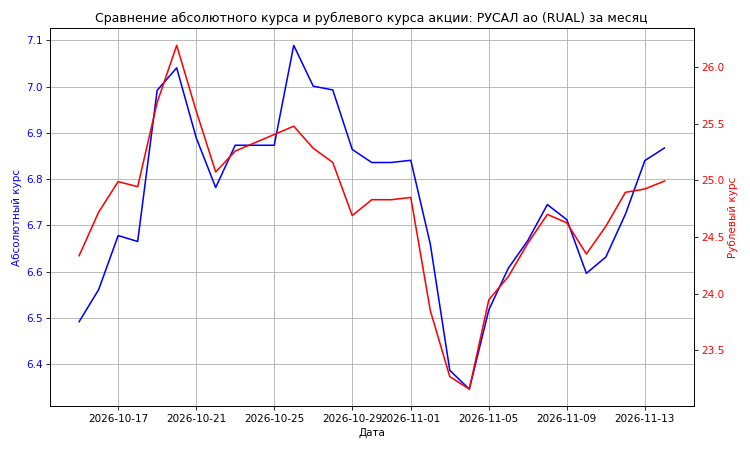 Сравнение абсолютного курса и рублевого курса акции: РУСАЛ ао (RUAL) за месяц
7.1
7.0
6.9
6.8
6.7
6.6
6.5
6.4
Абсолютный курс
26.0
25.5
25.0
24.5
24.0
23.5
Рублевый курс
2026-10-17 2026-10-21 2026-10-25 2026-10-29 2026-11-01 2026-11-05 2026-11-09 2026-11-13
Дата